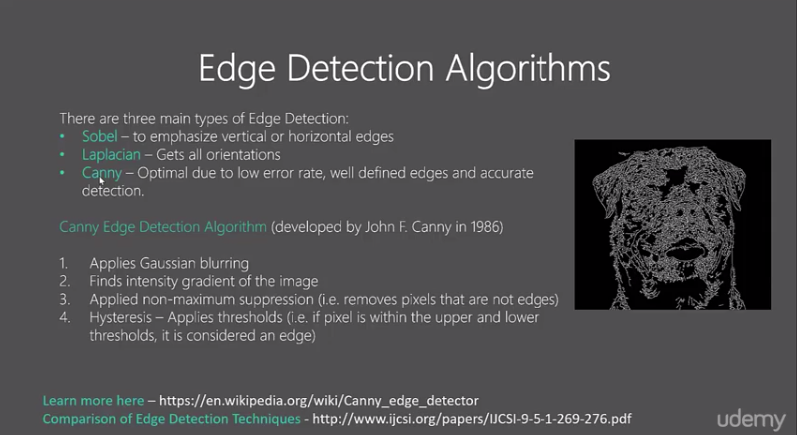 Edge Detection Algorithms
There are three main types of Edge Detection:
• Sobel – to emphasize vertical or horizontal edges
• Laplacian – Gets all orientations
• Canny – Optimal due to low error rate, well defined edges and accurate
detection.
Canny Edge Detection Algorithm (developed by John F. Canny in 1986)
1. Applies Gaussian blurring
2. Finds intensity gradient of the image
3. Applied non-maximum suppression (i.e. removes pixels that are not edges)
4. Hysteresis – Applies thresholds (i.e. if pixel is within the upper and lower
thresholds, it is considered an edge)
Learn more here – https://en.wikipedia.org/wiki/Canny_edge_detector
Comparison of Edge Detection Techniques - http://www.ijcsi.org/papers/IJCSI-9-5-1-269-276.pdf
udemy